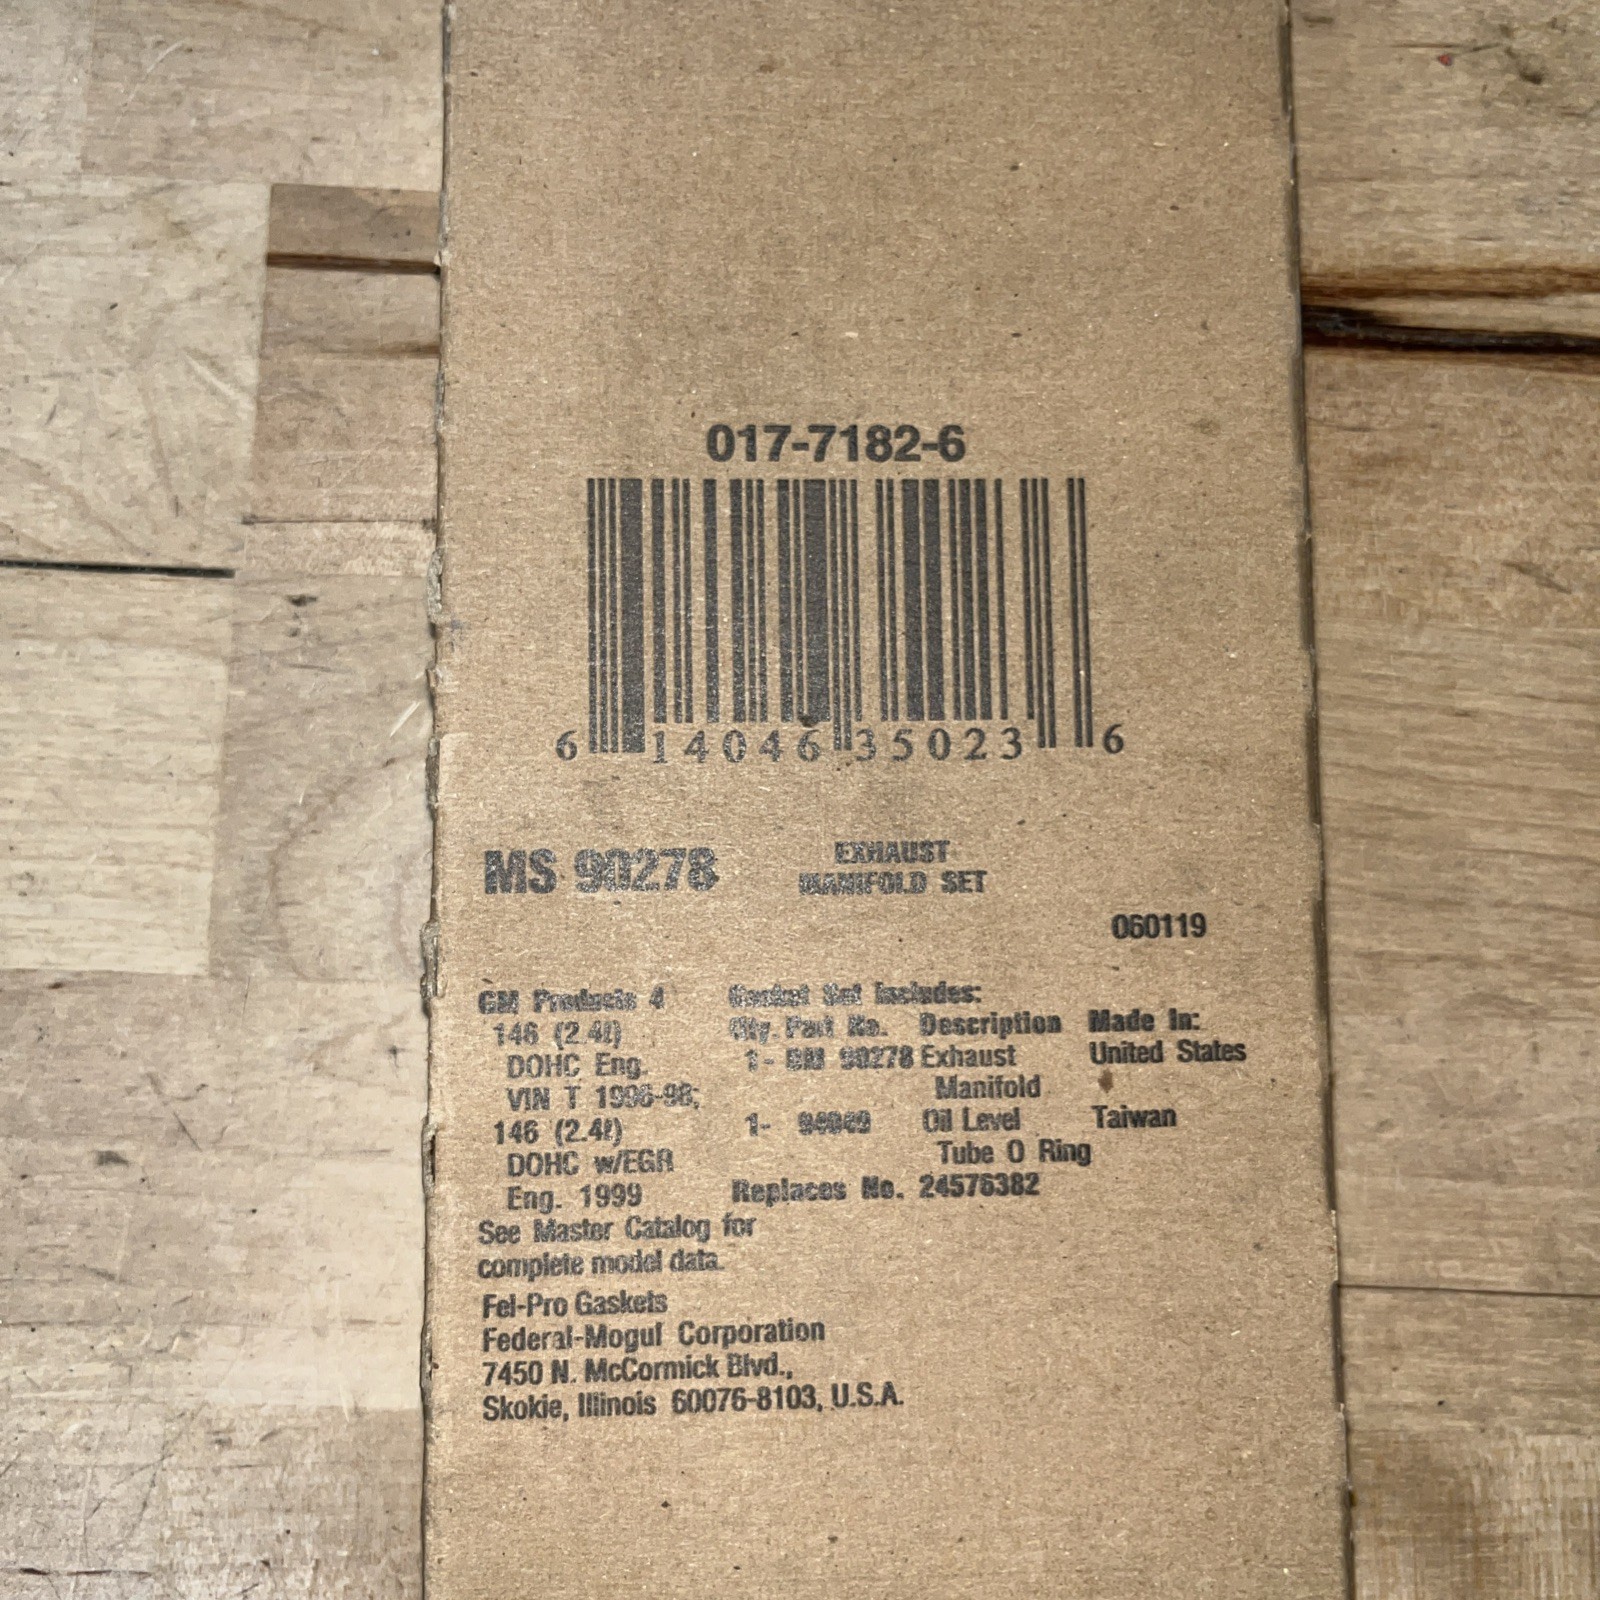 017-7182-6
6 14046 35023 6
MS 90278 EXHAUST
MANIFOLD SET
060119
GM Products 4
146 (2.4ℓ)
DOHC Eng.
VIN T 1996-98;
146 (2.4ℓ)
DOHC w/EGR
Eng. 1999
See Master Catalog for
complete model data.
Gasket Set Includes:
Qty. Part No. Description Made In:
1- 90278 Exhaust United States
Manifold
1- Oil Level Taiwan
Tube O Ring
Replaces No. 24576382
Fel-Pro Gaskets
Federal-Mogul Corporation
7450 N. McCormick Blvd.,
Skokie, Illinois 60076-8103, U.S.A.